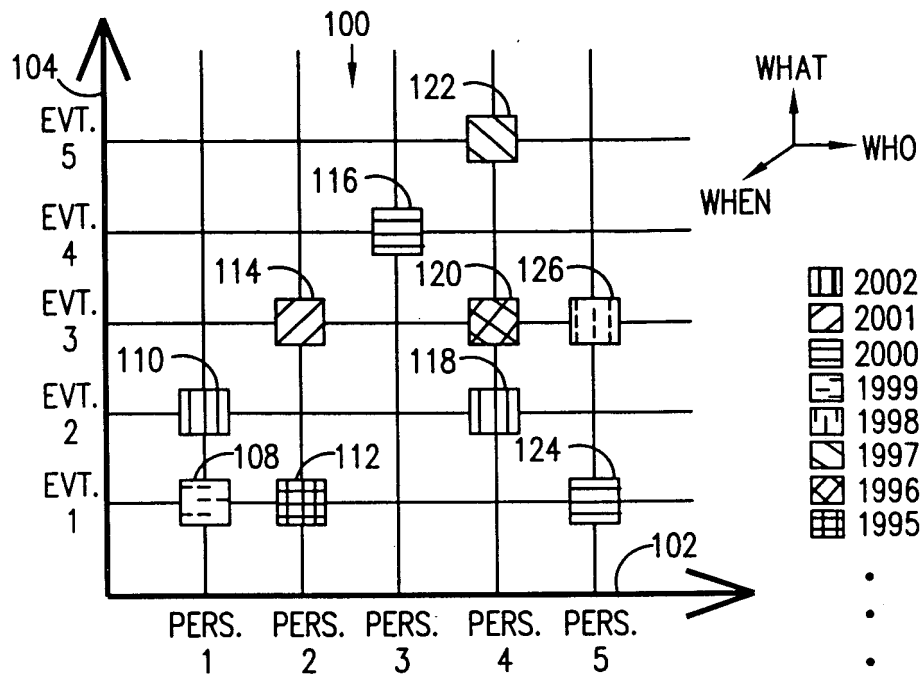 100
104
122
WHAT
WHO
WHEN
EVT.
5
116
EVT.
4
114
120
126
2002
2001
2000
1999
1998
1997
1996
1995
EVT.
3
110
118
EVT.
2
108
112
124
EVT.
1
102
PERS.
1
PERS.
2
PERS.
3
PERS.
4
PERS.
5